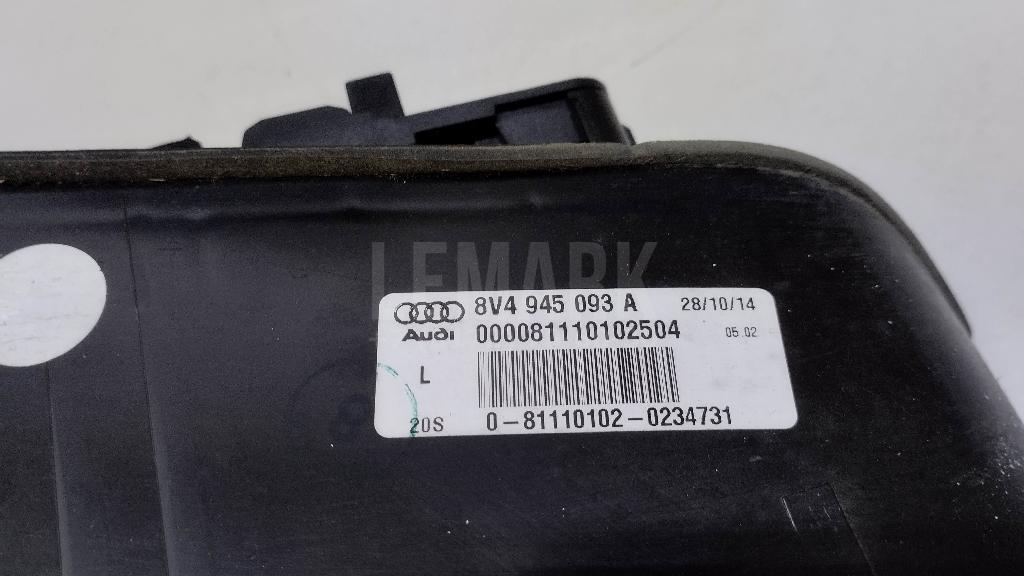 LEMARK
8V4 945 093 A 28/10/14
Audi 000081110102504 05.02
L
20S 0-81110102-0234731